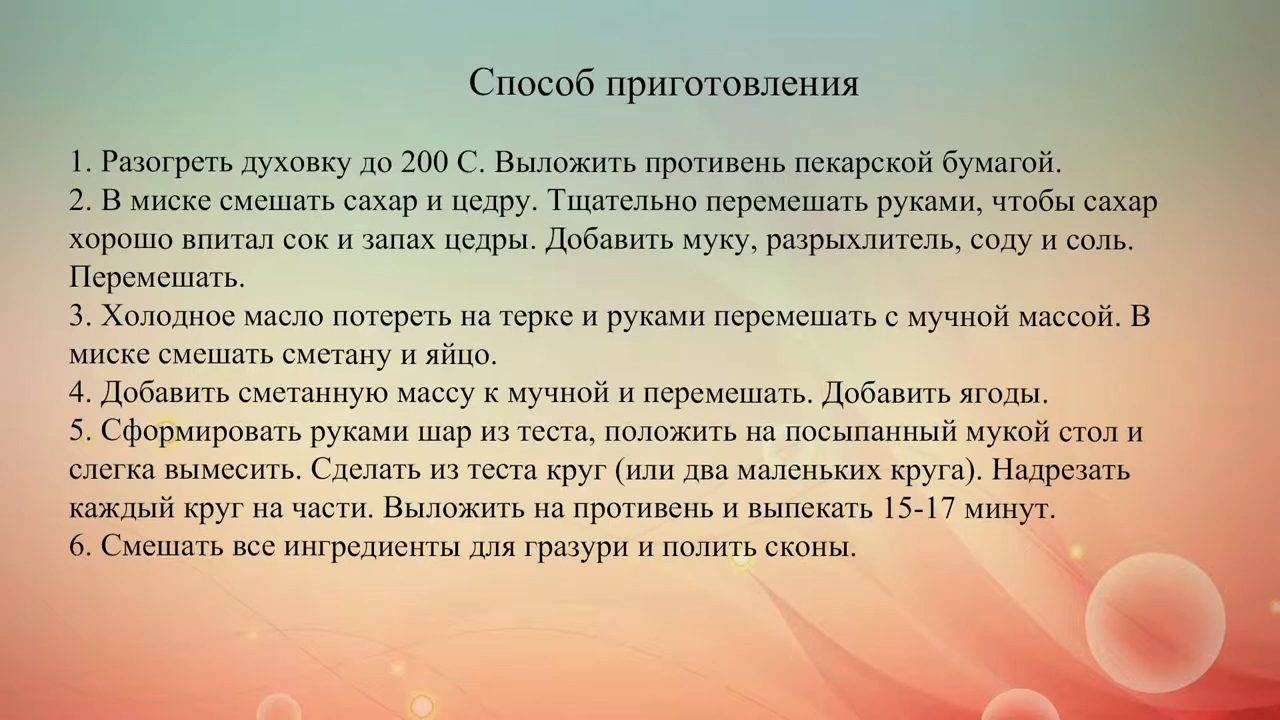 Способ приготовления
1. Разогреть духовку до 200 С. Выложить противень пекарской бумагой.
2. В миске смешать сахар и цедру. Тщательно перемешать руками, чтобы сахар
хорошо впитал сок и запах цедры. Добавить муку, разрыхлитель, соду и соль.
Перемешать.
3. Холодное масло потереть на терке и руками перемешать с мучной массой. В
миске смешать сметану и яйцо.
4. Добавить сметанную массу к мучной и перемешать. Добавить ягоды.
5. Сформировать руками шар из теста, положить на посыпанный мукой стол и
слегка вымесить. Сделать из теста круг (или два маленьких круга). Надрезать
каждый круг на части. Выложить на противень и выпекать 15-17 минут.
6. Смешать все ингредиенты для гразури и полить сконы.